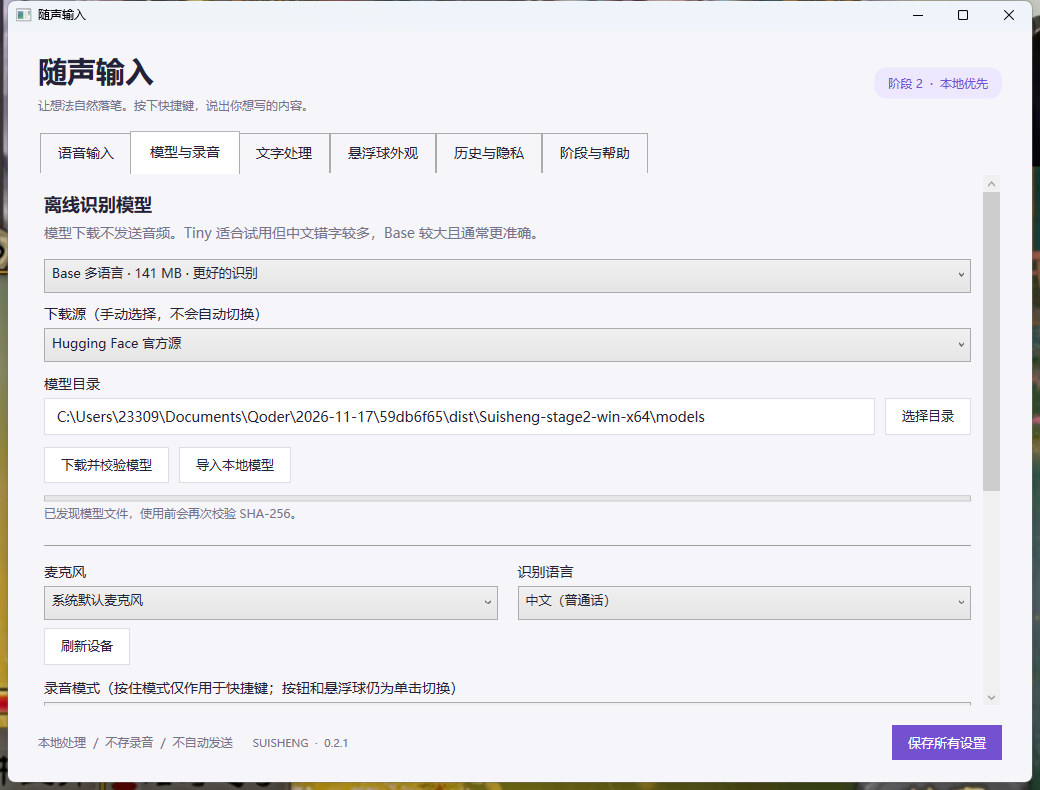 随声输入
随声输入
让想法自然落笔。按下快捷键，说出你想写的内容。
阶段 2 · 本地优先
语音输入 模型与录音 文字处理 悬浮球外观 历史与隐私 阶段与帮助
离线识别模型
模型下载不发送音频。Tiny 适合试用但中文错字较多，Base 较大且通常更准确。
Base 多语言 · 141 MB · 更好的识别
下载源（手动选择，不会自动切换）
Hugging Face 官方源
模型目录
C:\Users\23309\Documents\Qoder\2026-11-17\59db6f65\dist\Suisheng-stage2-win-x64\models 选择目录
下载并校验模型 导入本地模型
已发现模型文件，使用前会再次校验 SHA-256。
麦克风 识别语言
系统默认麦克风 中文（普通话）
刷新设备
录音模式（按住模式仅作用于快捷键；按钮和悬浮球仍为单击切换）
本地处理 / 不存录音 / 不自动发送 SUISHENG · 0.2.1 保存所有设置